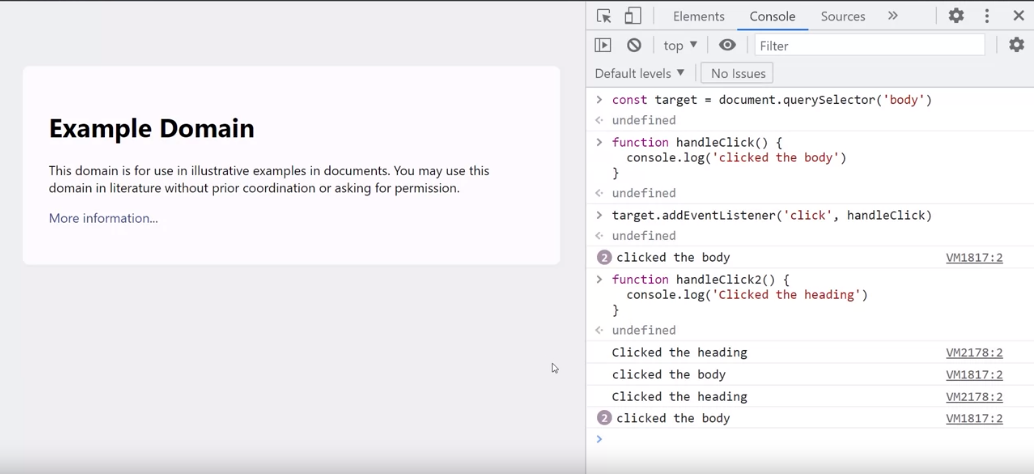 Example Domain
This domain is for use in illustrative examples in documents. You may use this
domain in literature without prior coordination or asking for permission.
More information...
Elements Console Sources
top Filter
Default levels No Issues
const target = document.querySelector('body')
undefined
function handleClick() {
console.log('clicked the body')
}
undefined
target.addEventListener('click', handleClick)
undefined
2 clicked the body VM1817:2
function handleClick2() {
console.log('Clicked the heading')
}
undefined
Clicked the heading VM2178:2
clicked the body VM1817:2
Clicked the heading VM2178:2
2 clicked the body VM1817:2